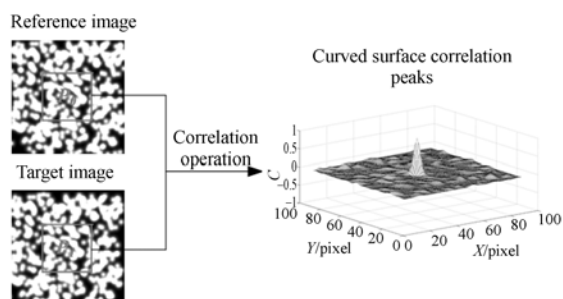 Reference image
Target image
Correlation
operation
Curved surface correlation
peaks
1
0.5
0
−0.5
−1
C
100
80
60
40
20
0
Y/pixel
0
20
40
60
80
100
X/pixel